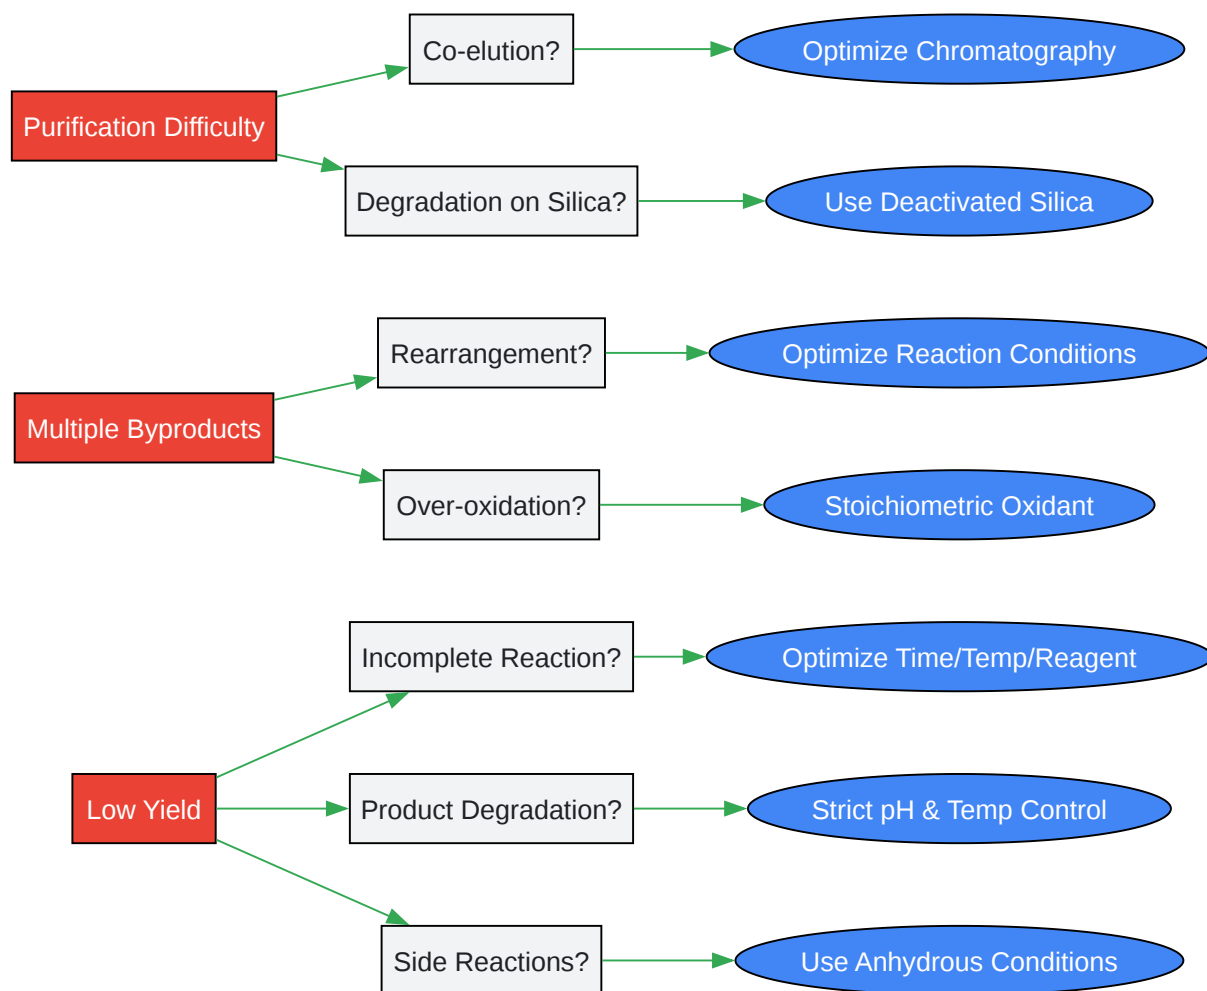 Co-elution?
Optimize Chromatography
Purification Difficulty
Degradation on Silica?
Use Deactivated Silica
Rearrangement?
Optimize Reaction Conditions
Multiple Byproducts
Over-oxidation?
Stoichiometric Oxidant
Incomplete Reaction?
Optimize Time/Temp/Reagent
Low Yield
Product Degradation?
Strict pH & Temp Control
Side Reactions?
Use Anhydrous Conditions